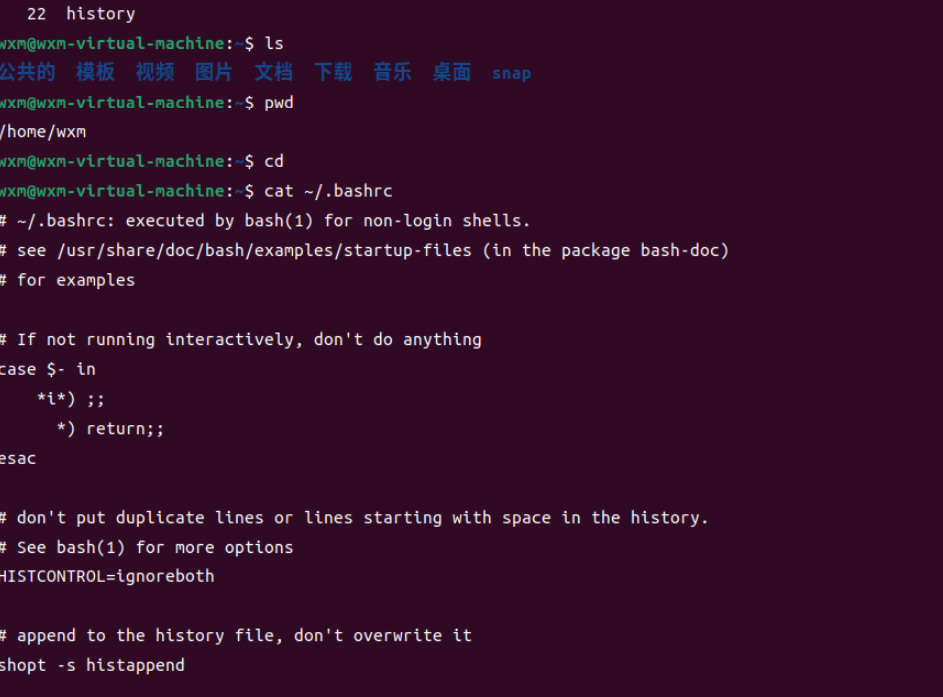 22  history
wxm@wxm-virtual-machine:~$ ls
公共的  模板  视频  图片  文档  下载  音乐  桌面  snap
wxm@wxm-virtual-machine:~$ pwd
/home/wxm
wxm@wxm-virtual-machine:~$ cd
wxm@wxm-virtual-machine:~$ cat ~/.bashrc
# ~/.bashrc: executed by bash(1) for non-login shells.
# see /usr/share/doc/bash/examples/startup-files (in the package bash-doc)
# for examples

# If not running interactively, don't do anything
case $- in
    *i*) ;;
      *) return;;
esac

# don't put duplicate lines or lines starting with space in the history.
# See bash(1) for more options
HISTCONTROL=ignoreboth

# append to the history file, don't overwrite it
shopt -s histappend